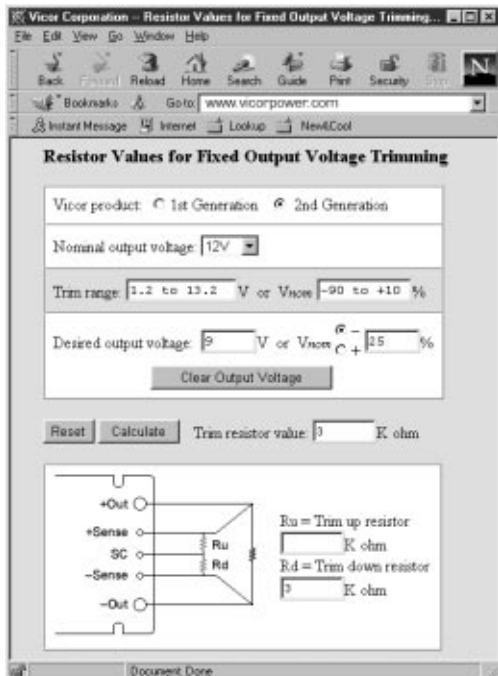 Vicor Corporation -- Resistor Values for Fixed Output Voltage Trimming...
File Edit View Go Window Help
Back Forward Reload Home Search Guide Print Security Stop N
Bookmarks Go to: www.vicorpower.com
Instant Message Internet Lookup New&Cool
Resistor Values for Fixed Output Voltage Trimming
Vicor product: 1st Generation 2nd Generation
Nominal output voltage: 12V
Trim range: 1.2 to 13.2 V or Vnom -90 to +10 %
Desired output voltage: 9 V or Vnom - + 25 %
Clear Output Voltage
Reset Calculate Trim resistor value: 3 K ohm
+Out
+Sense
SC
-Sense
-Out
Ru
Rd
Ru = Trim up resistor
K ohm
Rd = Trim down resistor
3 K ohm
Document Done